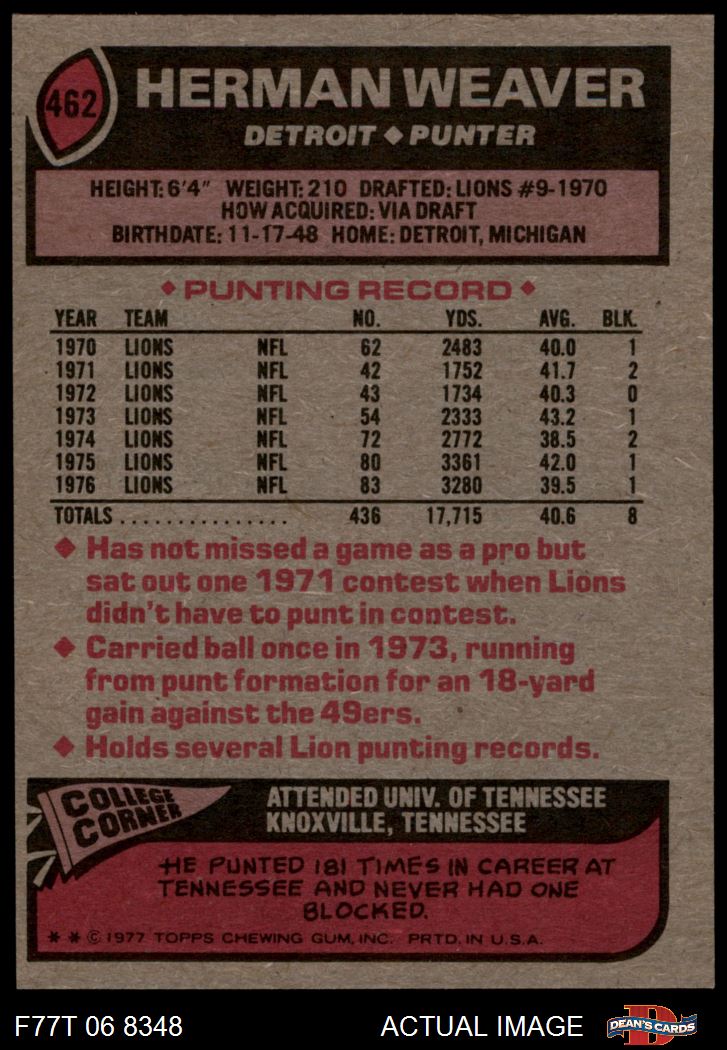 462
HERMAN WEAVER
DETROIT ◆ PUNTER
HEIGHT: 6'4" WEIGHT: 210 DRAFTED: LIONS #9-1970
HOW ACQUIRED: VIA DRAFT
BIRTHDATE: 11-17-48 HOME: DETROIT, MICHIGAN
◆ PUNTING RECORD ◆
YEAR TEAM NO. YDS. AVG. BLK.
1970 LIONS NFL 62 2483 40.0 1
1971 LIONS NFL 42 1752 41.7 2
1972 LIONS NFL 43 1734 40.3 0
1973 LIONS NFL 54 2333 43.2 1
1974 LIONS NFL 72 2772 38.5 2
1975 LIONS NFL 80 3361 42.0 1
1976 LIONS NFL 83 3280 39.5 1
TOTALS ............... 436 17,715 40.6 8
◆ Has not missed a game as a pro but
sat out one 1971 contest when Lions
didn't have to punt in contest.
◆ Carried ball once in 1973, running
from punt formation for an 18-yard
gain against the 49ers.
◆ Holds several Lion punting records.
COLLEGE
CORNER
ATTENDED UNIV. OF TENNESSEE
KNOXVILLE, TENNESSEE
HE PUNTED 181 TIMES IN CAREER AT
TENNESSEE AND NEVER HAD ONE
BLOCKED.
* * © 1977 TOPPS CHEWING GUM, INC. PRTD. IN U.S.A.
F77T 06 8348 ACTUAL IMAGE
D
DEAN'S CARDS